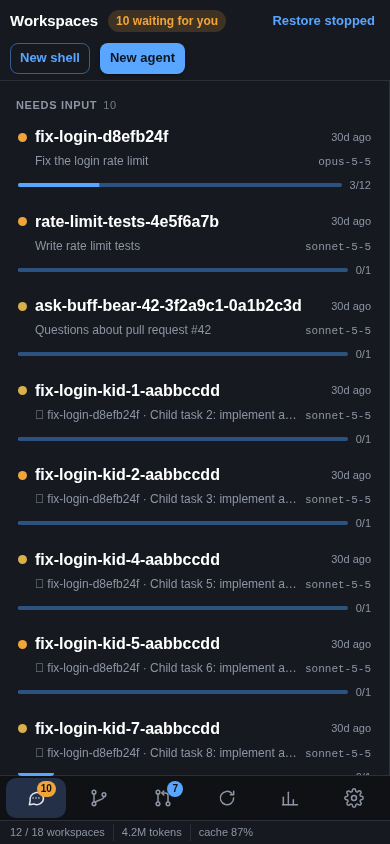 Workspaces 10 waiting for you Restore stopped
New shell New agent
NEEDS INPUT 10
fix-login-d8efb24f 30d ago
Fix the login rate limit opus-5-5
3/12
rate-limit-tests-4e5f6a7b 30d ago
Write rate limit tests sonnet-5-5
0/1
ask-buff-bear-42-3f2a9c1-0a1b2c3d 30d ago
Questions about pull request #42 sonnet-5-5
0/1
fix-login-kid-1-aabbccdd 30d ago
fix-login-d8efb24f · Child task 2: implement a… sonnet-5-5
0/1
fix-login-kid-2-aabbccdd 30d ago
fix-login-d8efb24f · Child task 3: implement a… sonnet-5-5
0/1
fix-login-kid-4-aabbccdd 30d ago
fix-login-d8efb24f · Child task 5: implement a… sonnet-5-5
0/1
fix-login-kid-5-aabbccdd 30d ago
fix-login-d8efb24f · Child task 6: implement a… sonnet-5-5
0/1
fix-login-kid-7-aabbccdd 30d ago
fix-login-d8efb24f · Child task 8: implement a… sonnet-5-5
10 7
12 / 18 workspaces 4.2M tokens cache 87%